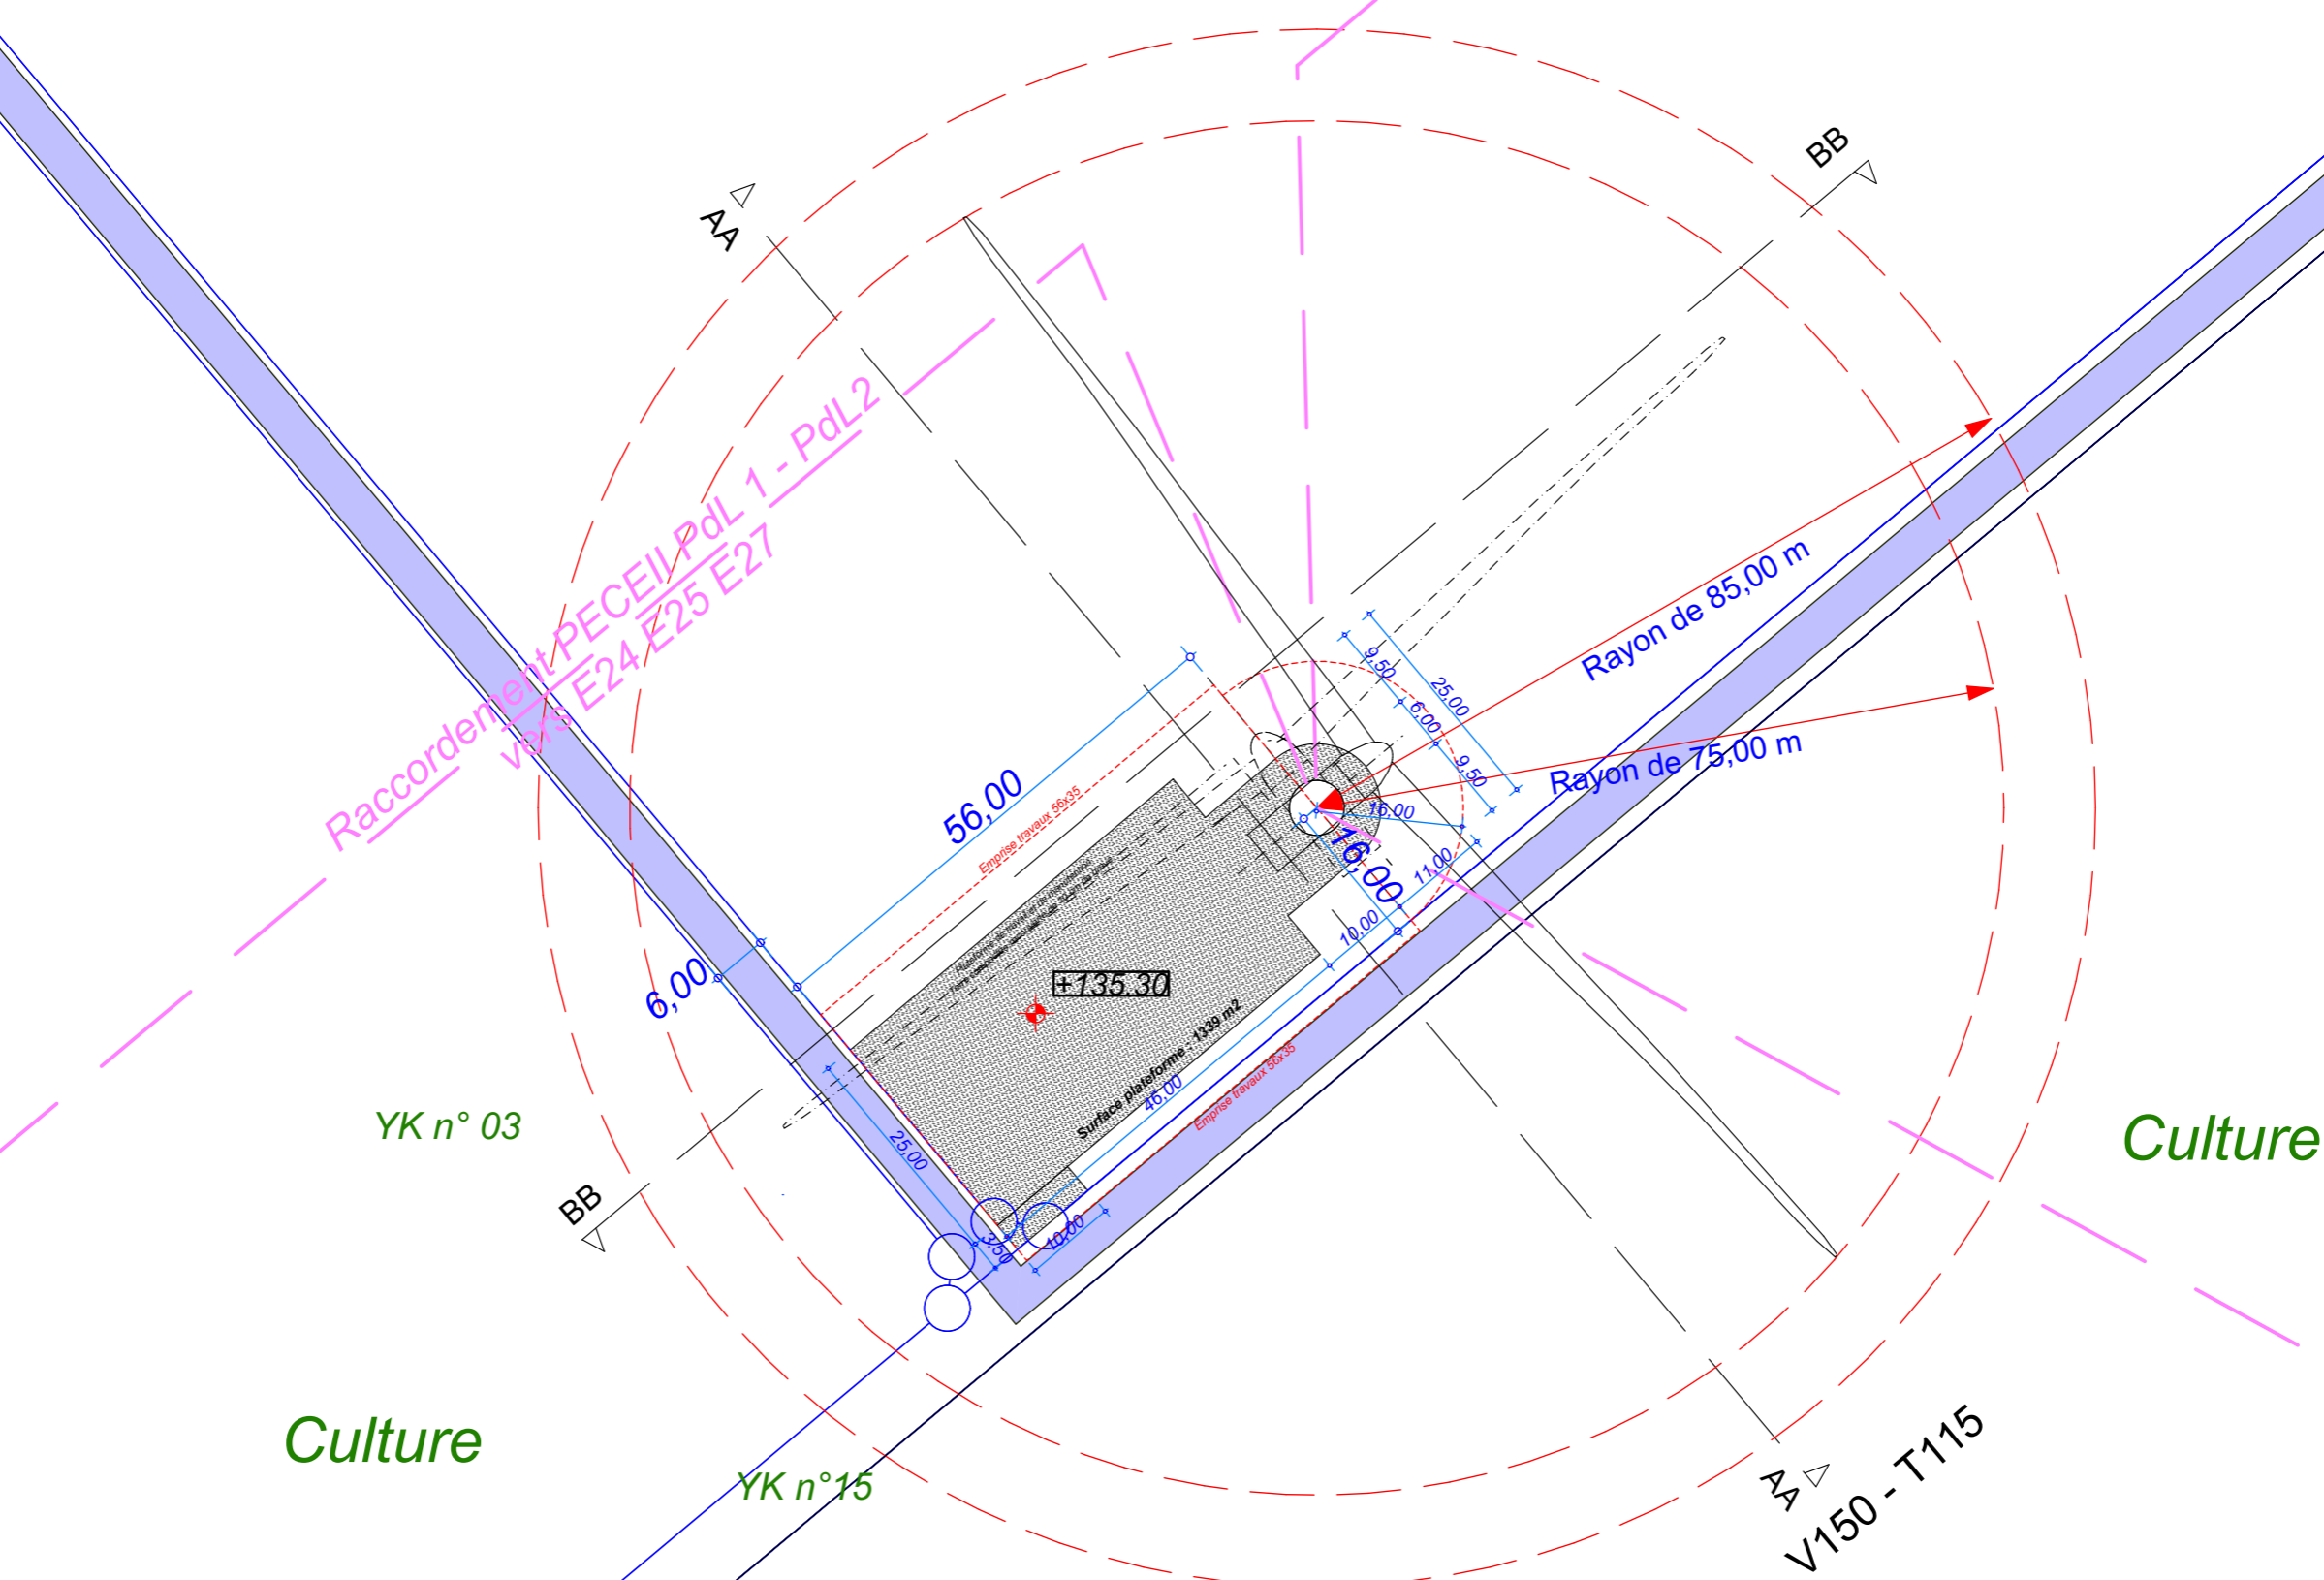 BB
AA
Raccordement PECEII PdL 1 - PdL2
vers E24 E25 E27
Rayon de 85,00 m
Rayon de 75,00 m
9,50
25,00
6,00
9,50
16,00
16,00
11,00
10,00
56,00
Emprise travaux 56x35
6,00
+135.30
Surface plateforme - 1339 m2
46,00
Emprise travaux 56x35
25,00
3,50
10,00
YK n° 03
BB
Culture
Culture
YK n°15
AA
V150 - T115